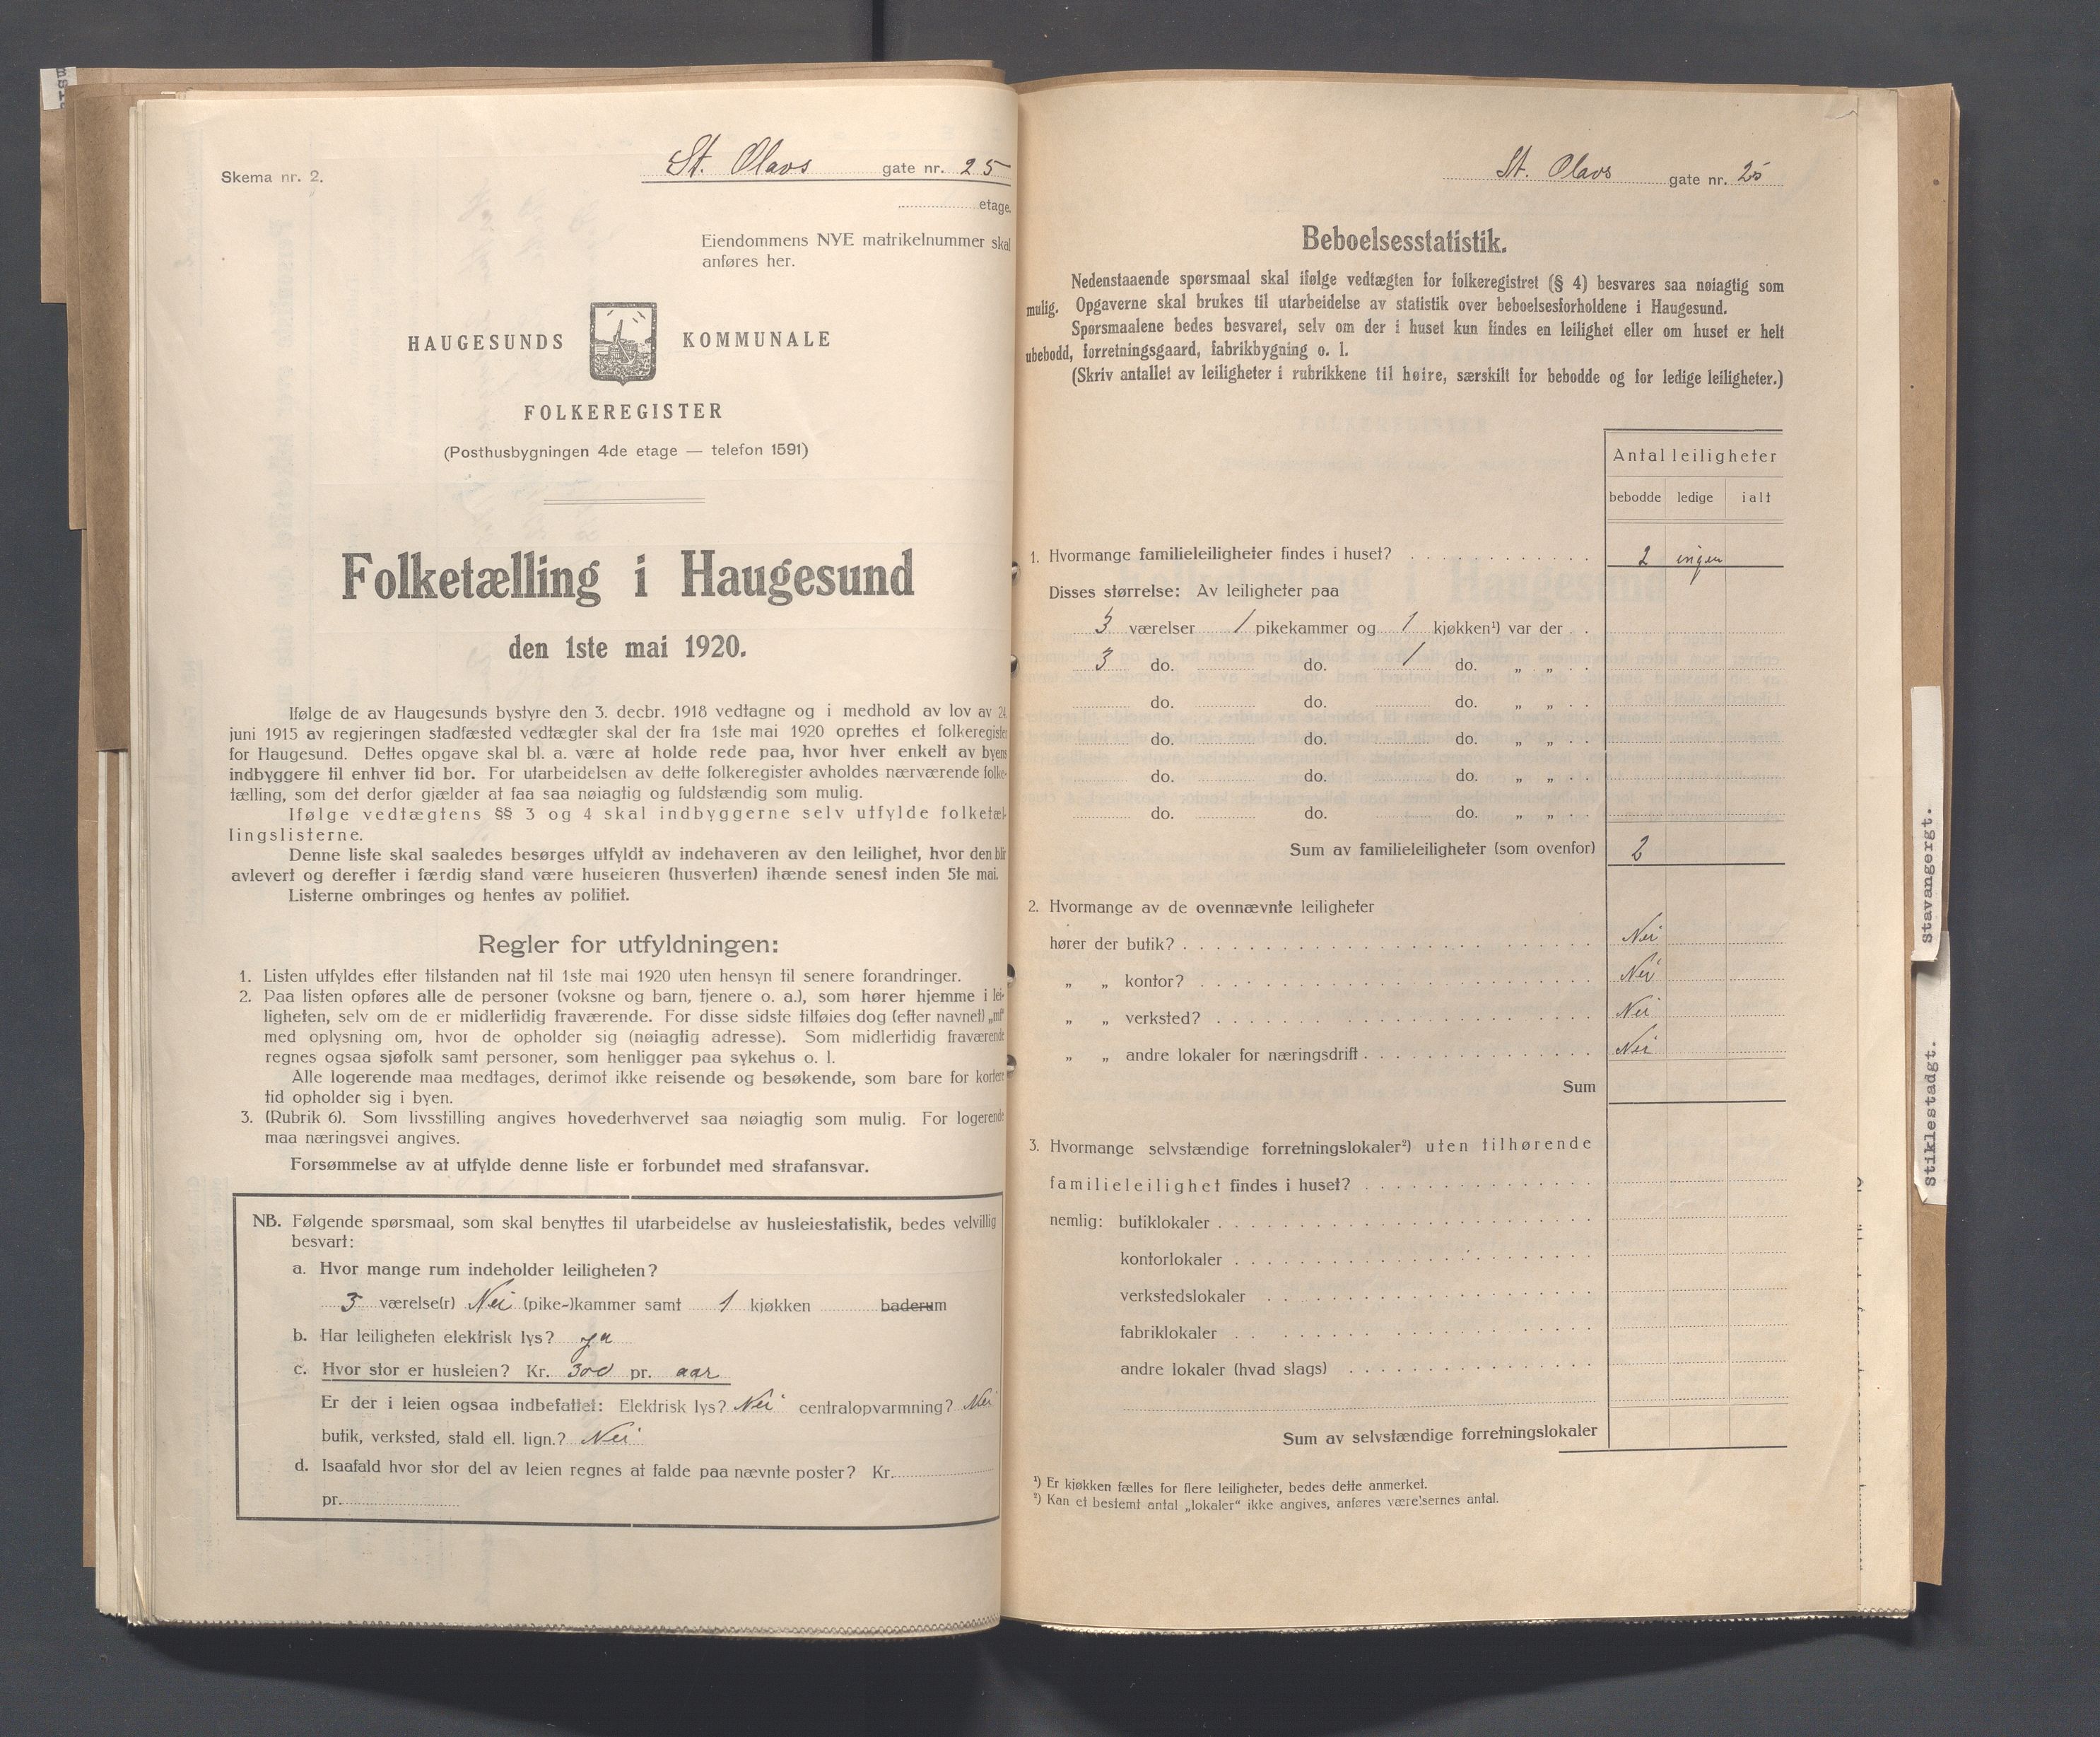 Skema nr. 2.
St. Olavs gate nr. 25
etage.
Eiendommens NYE matrikelnummer skal
anføres her.
HAUGESUNDS KOMMUNALE
FOLKEREGISTER
(Posthusbygningen 4de etage — telefon 1591)
Folketælling i Haugesund
den 1ste mai 1920.
Ifølge de av Haugesunds bystyre den 3. decbr. 1918 vedtagne og i medhold av lov av 24.
juni 1915 av regjeringen stadfæsted vedtægter skal der fra 1ste mai 1920 oprettes et folkeregister
for Haugesund. Dettes opgave skal bl. a. være at holde rede paa, hvor hver enkelt av byens
indbyggere til enhver tid bor. For utarbeidelsen av dette folkeregister avholdes nærværende folke-
tælling, som det derfor gjælder at faa saa nøiagtig og fuldstændig som mulig.
Ifølge vedtægtens §§ 3 og 4 skal indbyggerne selv utfylde folketæl-
lingslisterne.
Denne liste skal saaledes besørges utfyldt av indehaveren av den leilighet, hvor den blir
avlevert og derefter i færdig stand være huseieren (husverten) ihænde senest inden 5te mai.
Listerne ombringes og hentes av politiet.
Regler for utfyldningen:
1. Listen utfyldes efter tilstanden nat til 1ste mai 1920 uten hensyn til senere forandringer.
2. Paa listen opføres alle de personer (voksne og barn, tjenere o. a.), som hører hjemme i lei-
ligheten, selv om de er midlertidig fraværende. For disse sidste tilføies dog (efter navnet) „mf"
med oplysning om, hvor de opholder sig (nøiagtig adresse). Som midlertidig fraværende
regnes ogsaa sjøfolk samt personer, som henligger paa sykehus o. l.
Alle logerende maa medtages, derimot ikke reisende og besøkende, som bare for kortere
tid opholder sig i byen.
3. (Rubrik 6). Som livsstilling angives hovederhvervet saa nøiagtig som mulig. For logerende
maa næringsvei angives.
Forsømmelse av at utfylde denne liste er forbundet med strafansvar.
NB. Følgende spørsmaal, som skal benyttes til utarbeidelse av husleiestatistik, bedes velvillig
besvart:
a. Hvor mange rum indeholder leiligheten?
3 værelse(r) Nei (pike-)kammer samt 1 kjøkken baderum
b. Har leiligheten elektrisk lys? ja
c. Hvor stor er husleien? Kr. 300 pr. aar
Er der i leien ogsaa indbefattet: Elektrisk lys? Nei centralopvarmning? Nei
butik, verksted, stald ell. lign.? Nei
d. Isaafald hvor stor del av leien regnes at falde paa nævnte poster? Kr.
pr.
St. Olavs gate nr. 25
Beboelsesstatistik.
Nedenstaaende spørsmaal skal ifølge vedtægten for folkeregistret (§ 4) besvares saa nøiagtig som
mulig. Opgaverne skal brukes til utarbeidelse av statistik over beboelsesforholdene i Haugesund.
Spørsmaalene bedes besvaret, selv om der i huset kun findes en leilighet eller om huset er helt
ubebodd, forretningsgaard, fabrikbygning o. l.
(Skriv antallet av leiligheter i rubrikkene til høire, særskilt for bebodde og for ledige leiligheter.)
Antal leiligheter
bebodde ledige ialt
1. Hvormange familieleiligheter findes i huset? 2 ingen
Disses størrelse: Av leiligheter paa
3 værelser 1 pikekammer og 1 kjøkken¹) var der
3 do. do. 1 do. „ „
do. do. do. „ „
do. do. do. „ „
do. do. do. „ „
do. do. do. „ „
Sum av familieleiligheter (som ovenfor) 2
2. Hvormange av de ovennævnte leiligheter
hører der butik? Nei
„ „ kontor? Nei
„ „ verksted? Nei
„ „ andre lokaler for næringsdrift Nei
Sum
3. Hvormange selvstændige forretningslokaler²) uten tilhørende
familieleilighet findes i huset?
nemlig: butiklokaler
kontorlokaler
verkstedslokaler
fabriklokaler
andre lokaler (hvad slags)
Sum av selvstændige forretningslokaler
¹) Er kjøkken fælles for flere leiligheter, bedes dette anmerket.
²) Kan et bestemt antal „lokaler" ikke angives, anføres være'sernes antal.
Stavangergt.
Stiklestadgt.